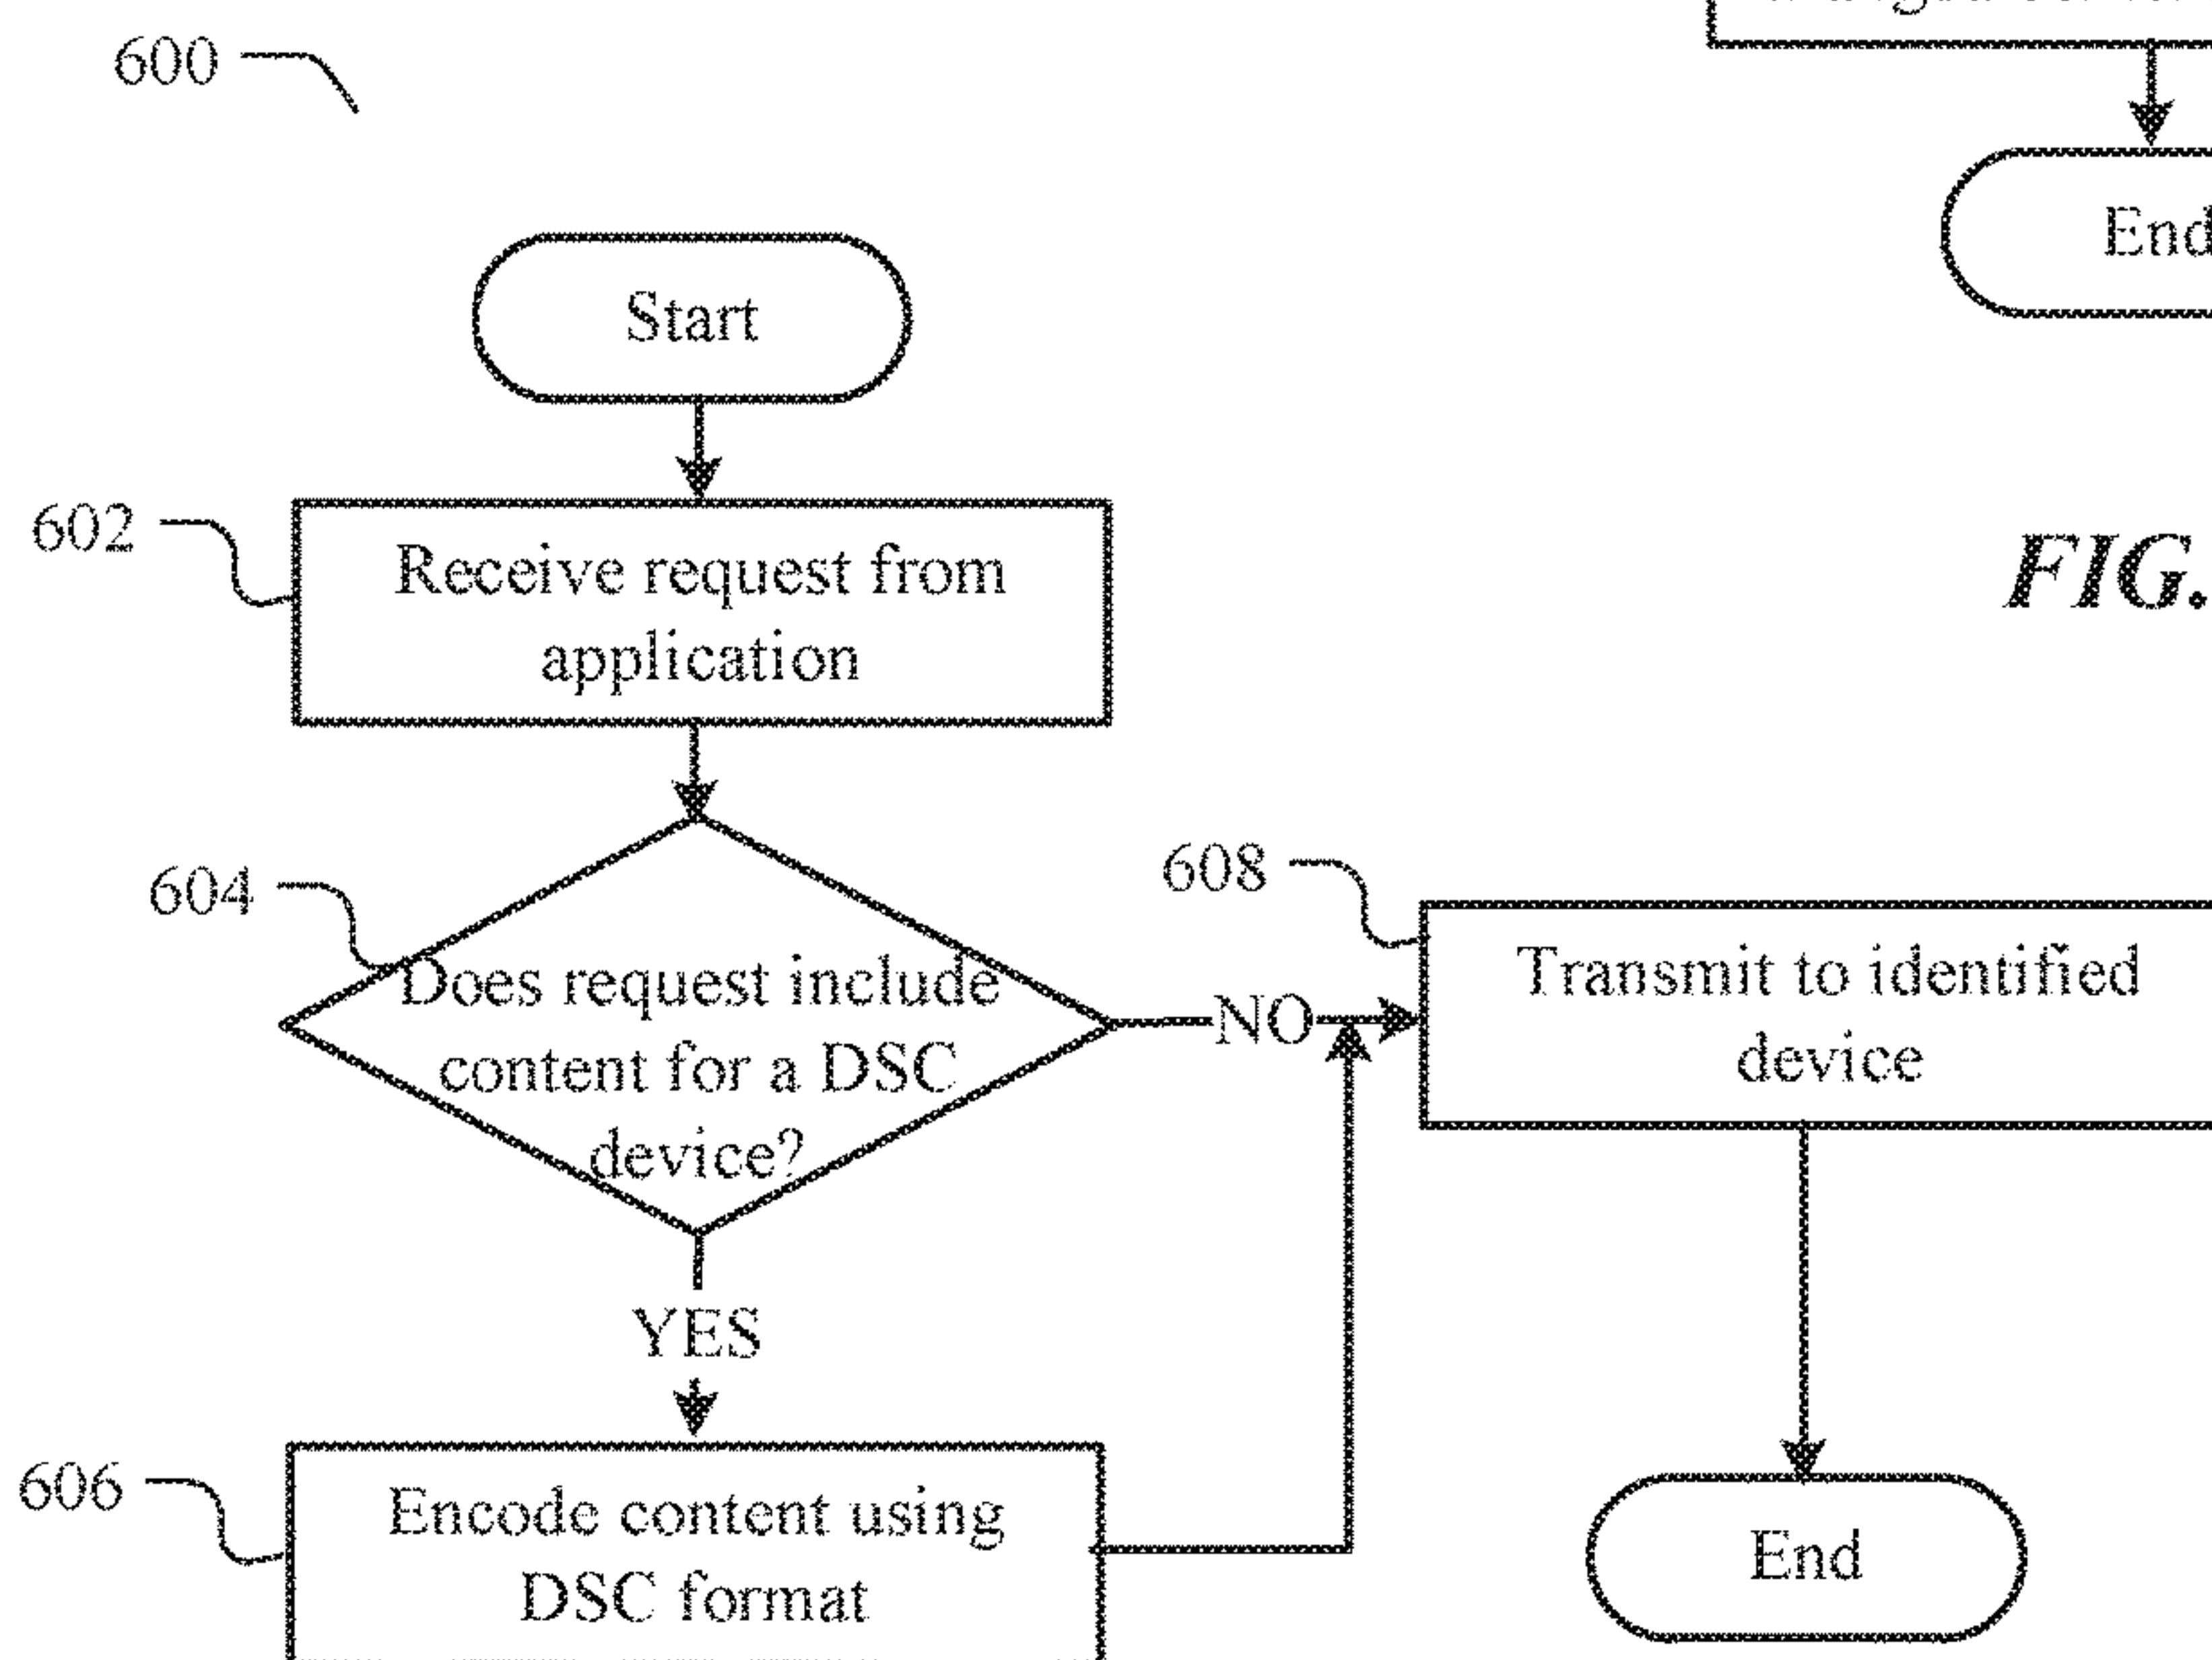 600
End
Start
FIG.
602
Receive request from
application
604
Does request include
content for a DSC
device?
NO
608
Transmit to identified
device
YES
606
Encode content using
DSC format
End